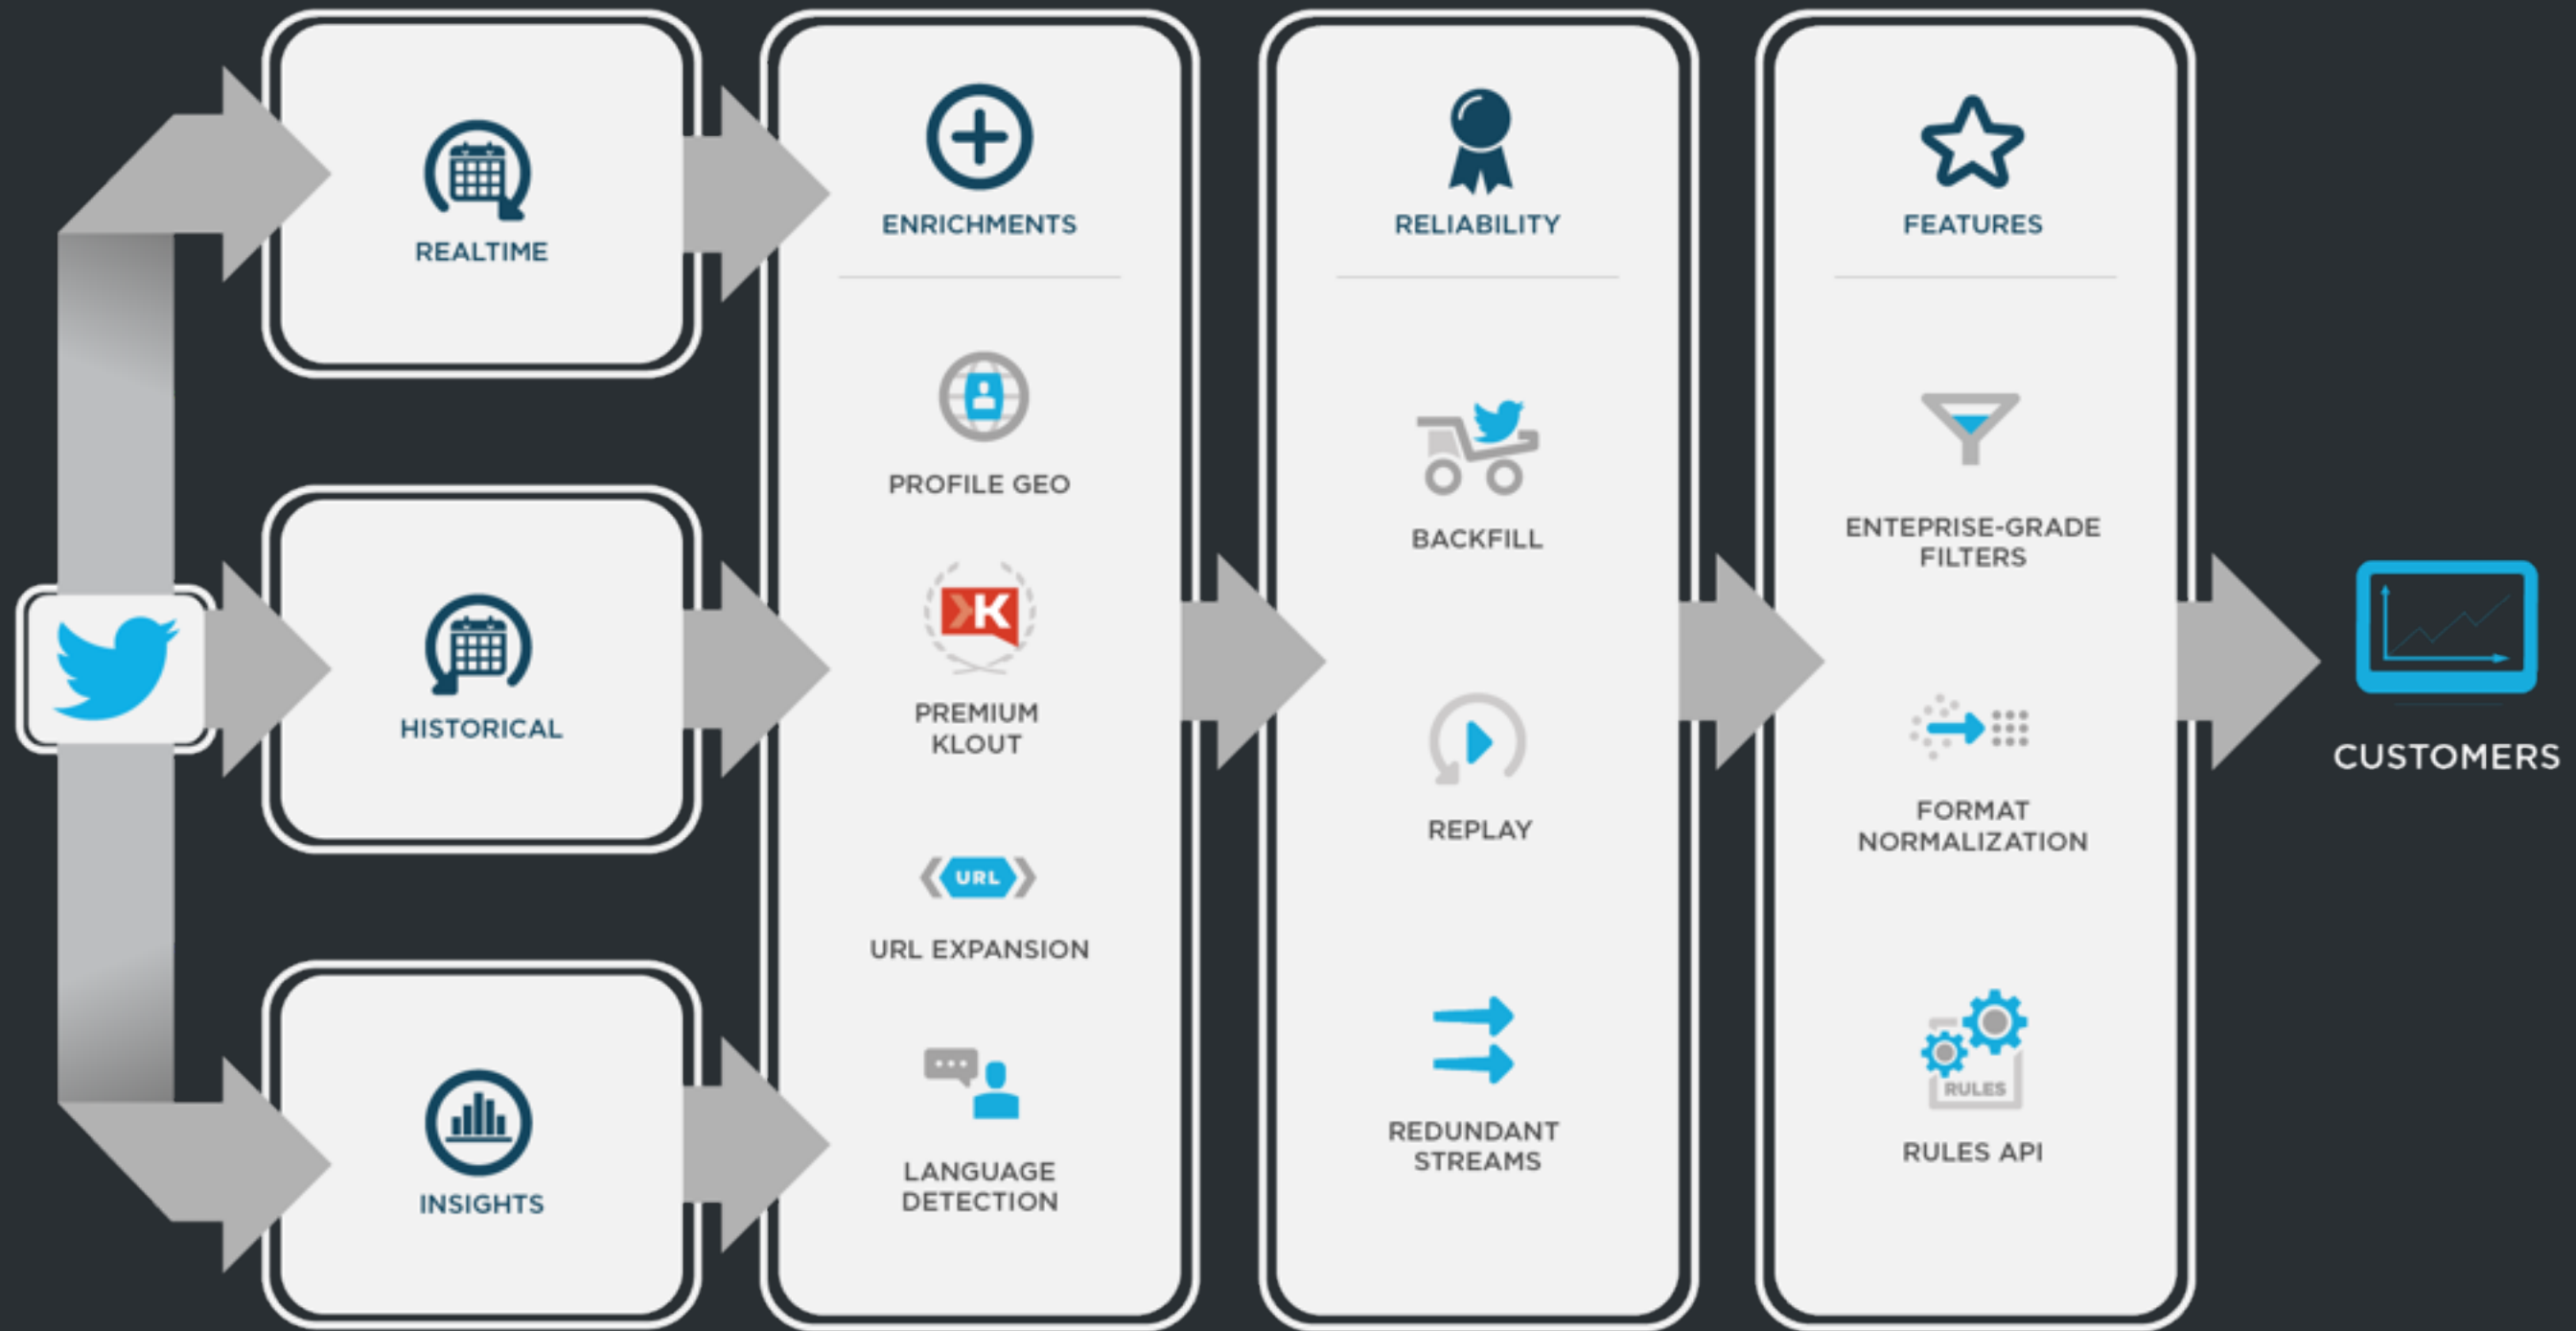 REALTIME
HISTORICAL
INSIGHTS
ENRICHMENTS
PROFILE GEO
K
PREMIUM
KLOUT
URL
URL EXPANSION
LANGUAGE
DETECTION
RELIABILITY
BACKFILL
REPLAY
REDUNDANT
STREAMS
FEATURES
ENTEPRISE-GRADE
FILTERS
FORMAT
NORMALIZATION
RULES
RULES API
CUSTOMERS